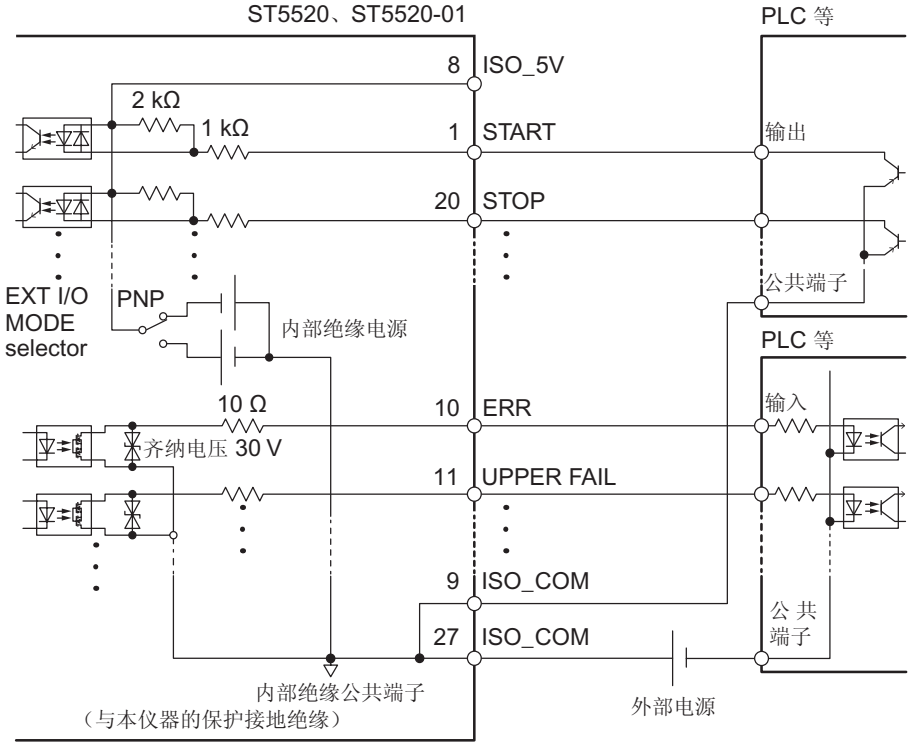 ST5520、ST5520-01
PLC 等
8 ISO_5V
2 kΩ
1 kΩ
1 START
输出
20 STOP
公共端子
EXT I/O
MODE
selector
PNP
内部绝缘电源
PLC 等
10 Ω
10 ERR
输入
齐纳电压 30 V
11 UPPER FAIL
9 ISO_COM
公 共
端子
27 ISO_COM
内部绝缘公共端子
（与本仪器的保护接地绝缘）
外部电源